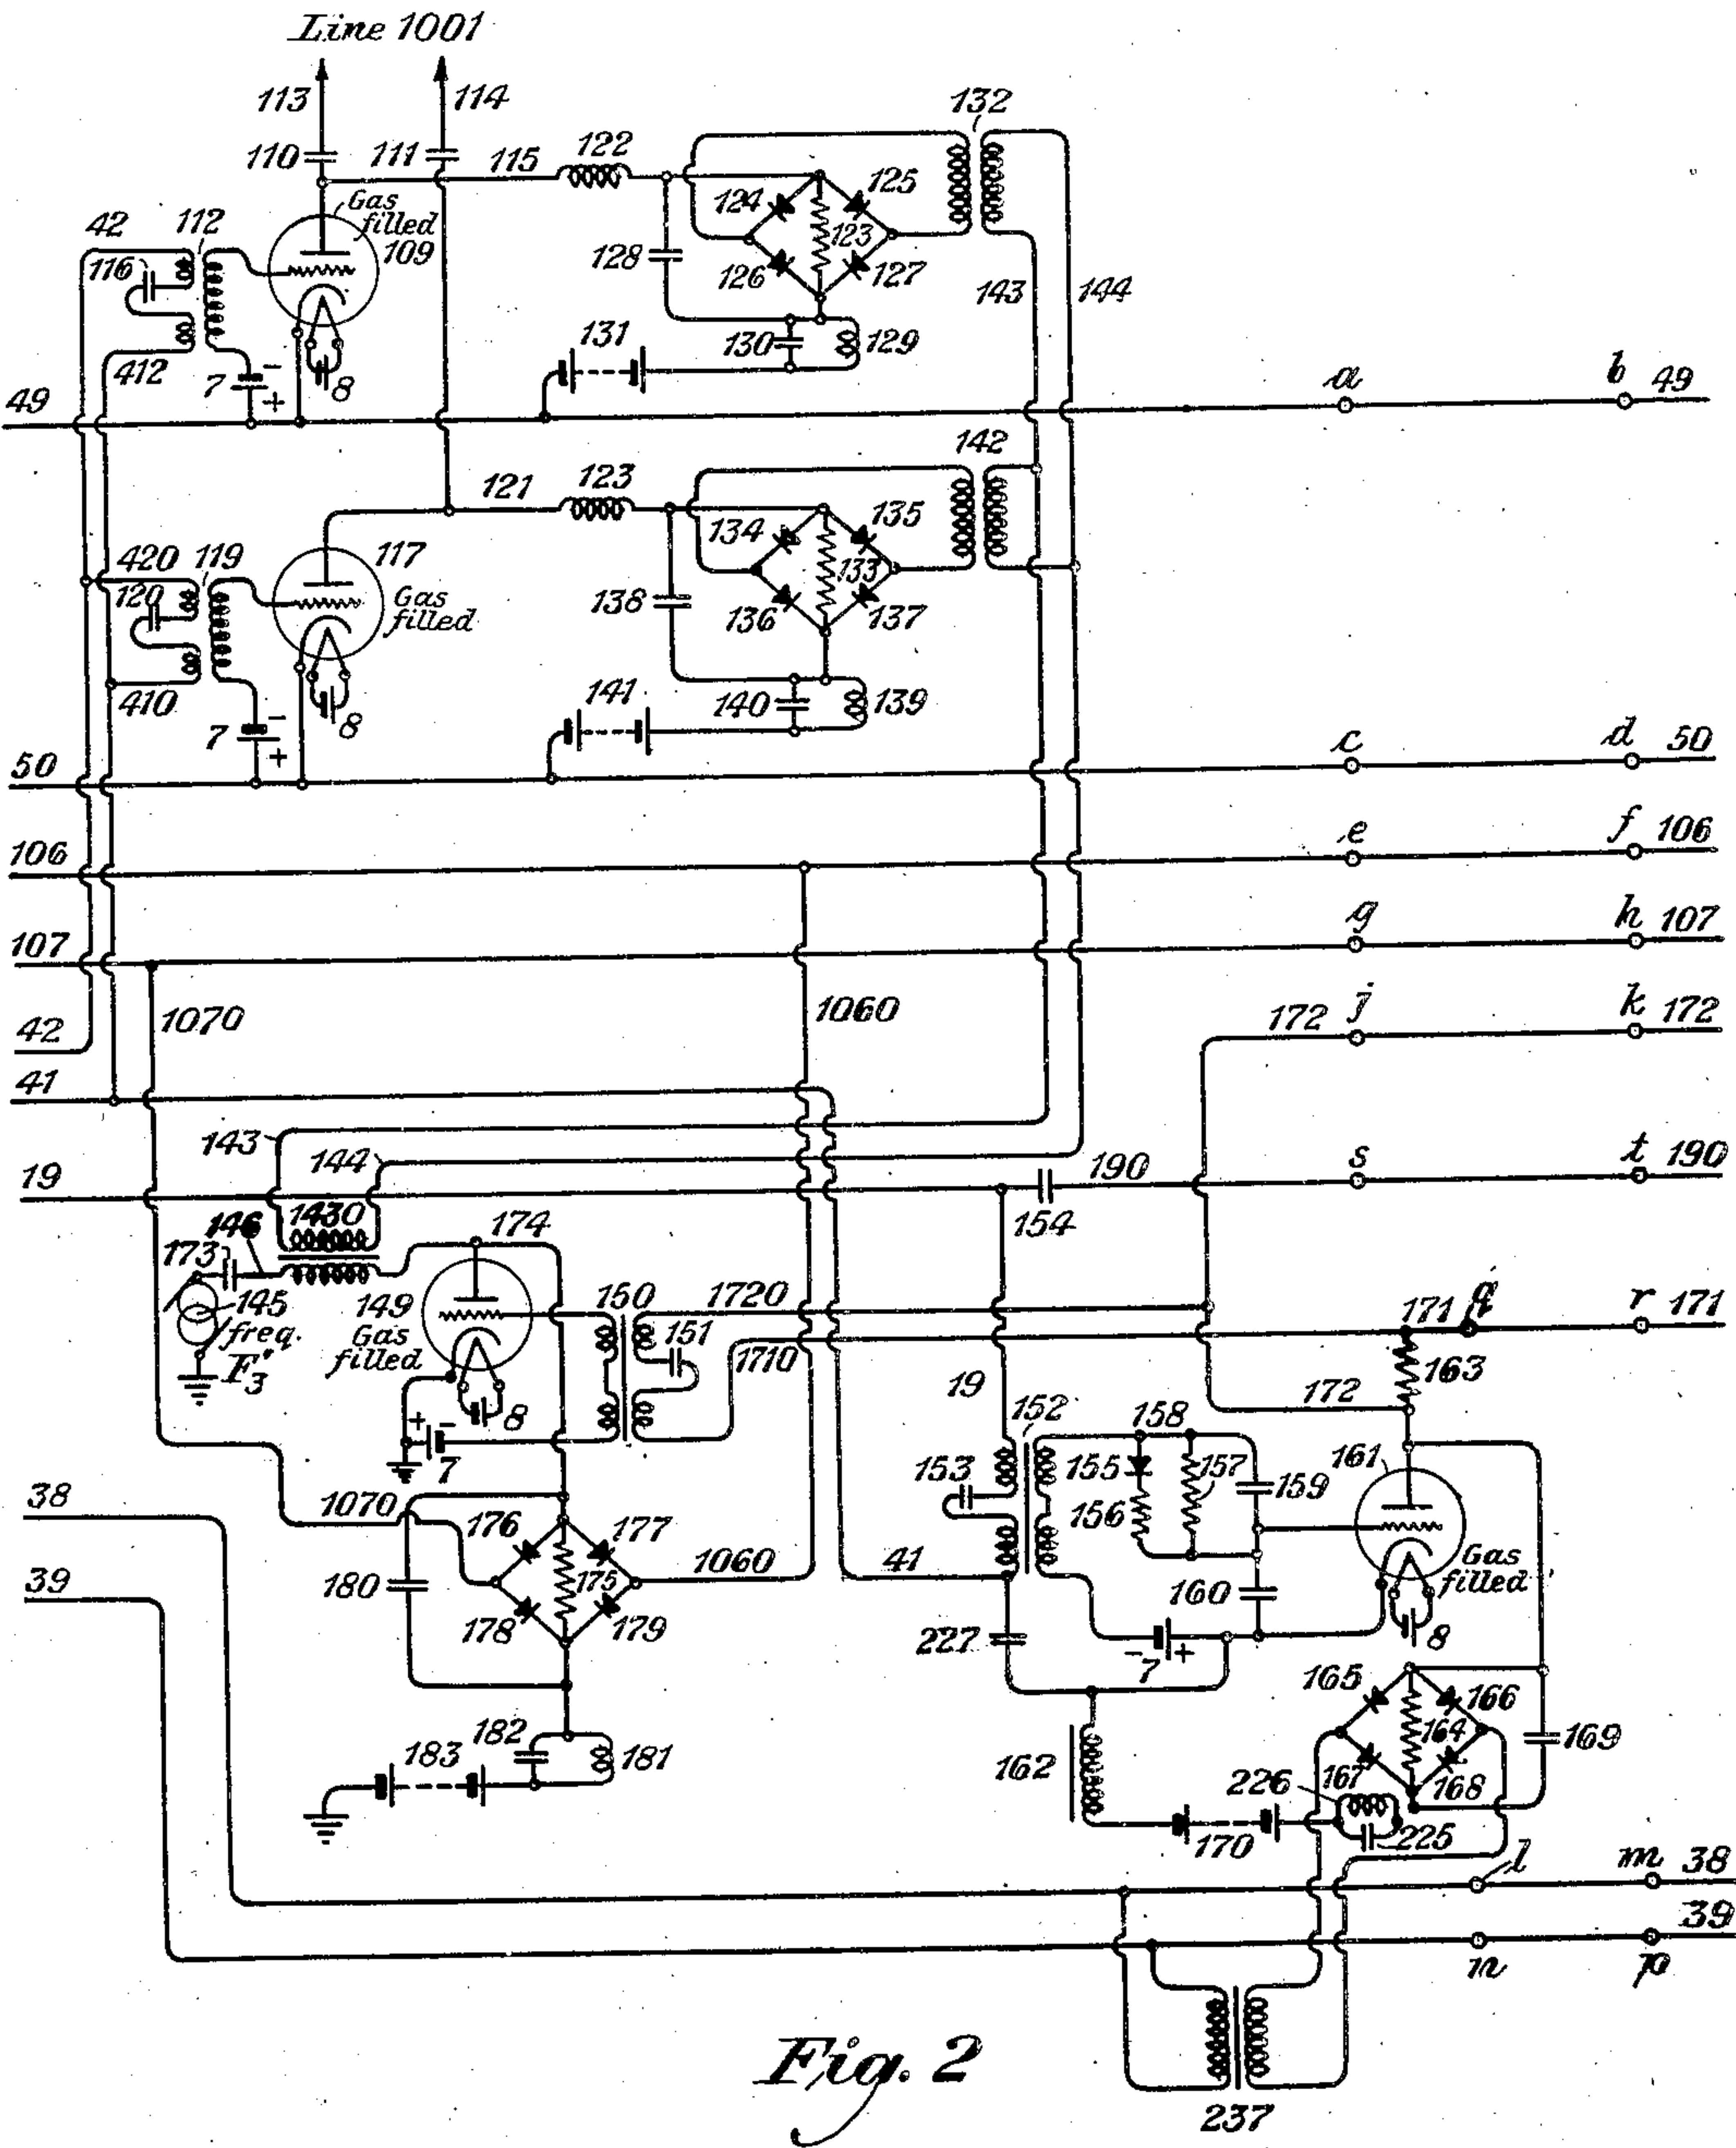 Line 1001
113 114 132
110 111 115 122
124 125
42 112 Gas filled 109
116 128 123
126 127 143 144
412 7 - + 8 131 130 129
49 a b 49
142
121 123
134 135
420 119 117
120 Gas filled 138 133
136 137
410 7 - + 8 141 140 139
50 c d 50
106 e f 106
107 g h 107
1070 1060
42 172 j k 172
41
143
144
19 190 s t 190
146 1430 174 154
173
145 149 150 1720 171 q r 171
freq. F''3 Gas filled 151
1710 163
19 172
+ - 7 8 152 158 161
153 155 157 159
38 1070 176 177 156
1060 41 Gas filled
180 175 160
39 178 179 227 - 7 + 8
165 166
182 181 164 169
183 162 167 168
226
170 225
l m 38
39
n p
237
Fig. 2